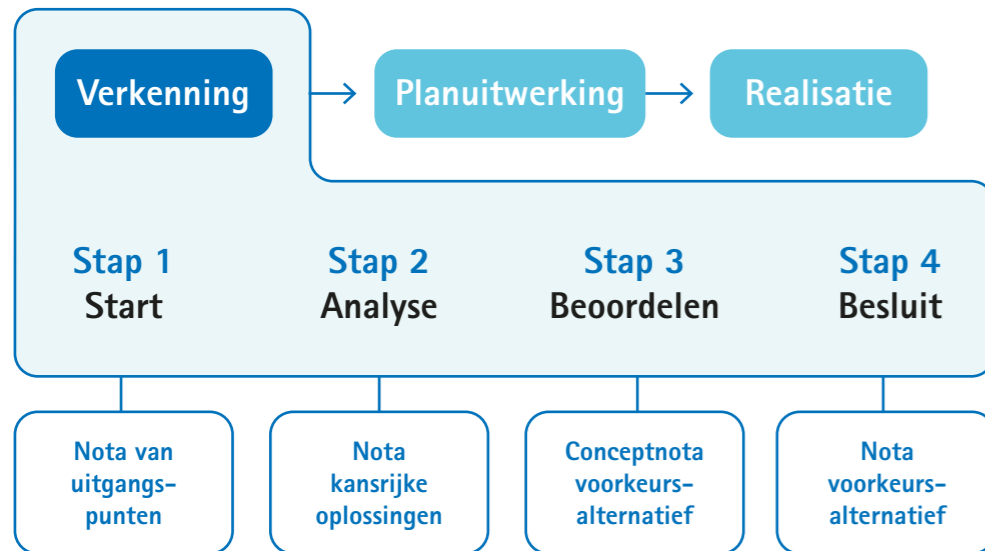 Verkenning
Planuitwerking
Realisatie
Stap 1
Start
Stap 2
Analyse
Stap 3
Beoordelen
Stap 4
Besluit
Nota van
uitgangs-
punten
Nota
kansrijke
oplossingen
Conceptnota
voorkeurs-
alternatief
Nota
voorkeurs-
alternatief